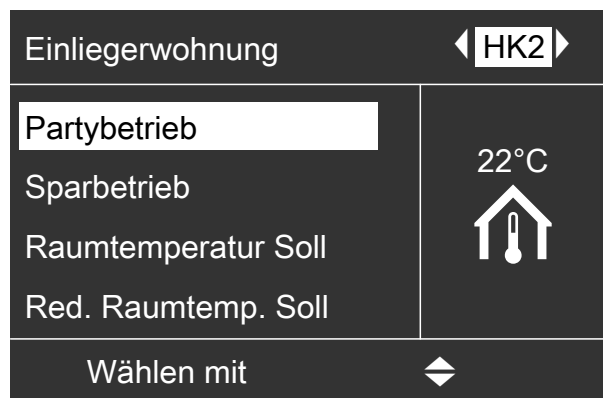 Einliegerwohnung HK2
Partybetrieb
22°C
Sparbetrieb
Raumtemperatur Soll
Red. Raumtemp. Soll
Wählen mit